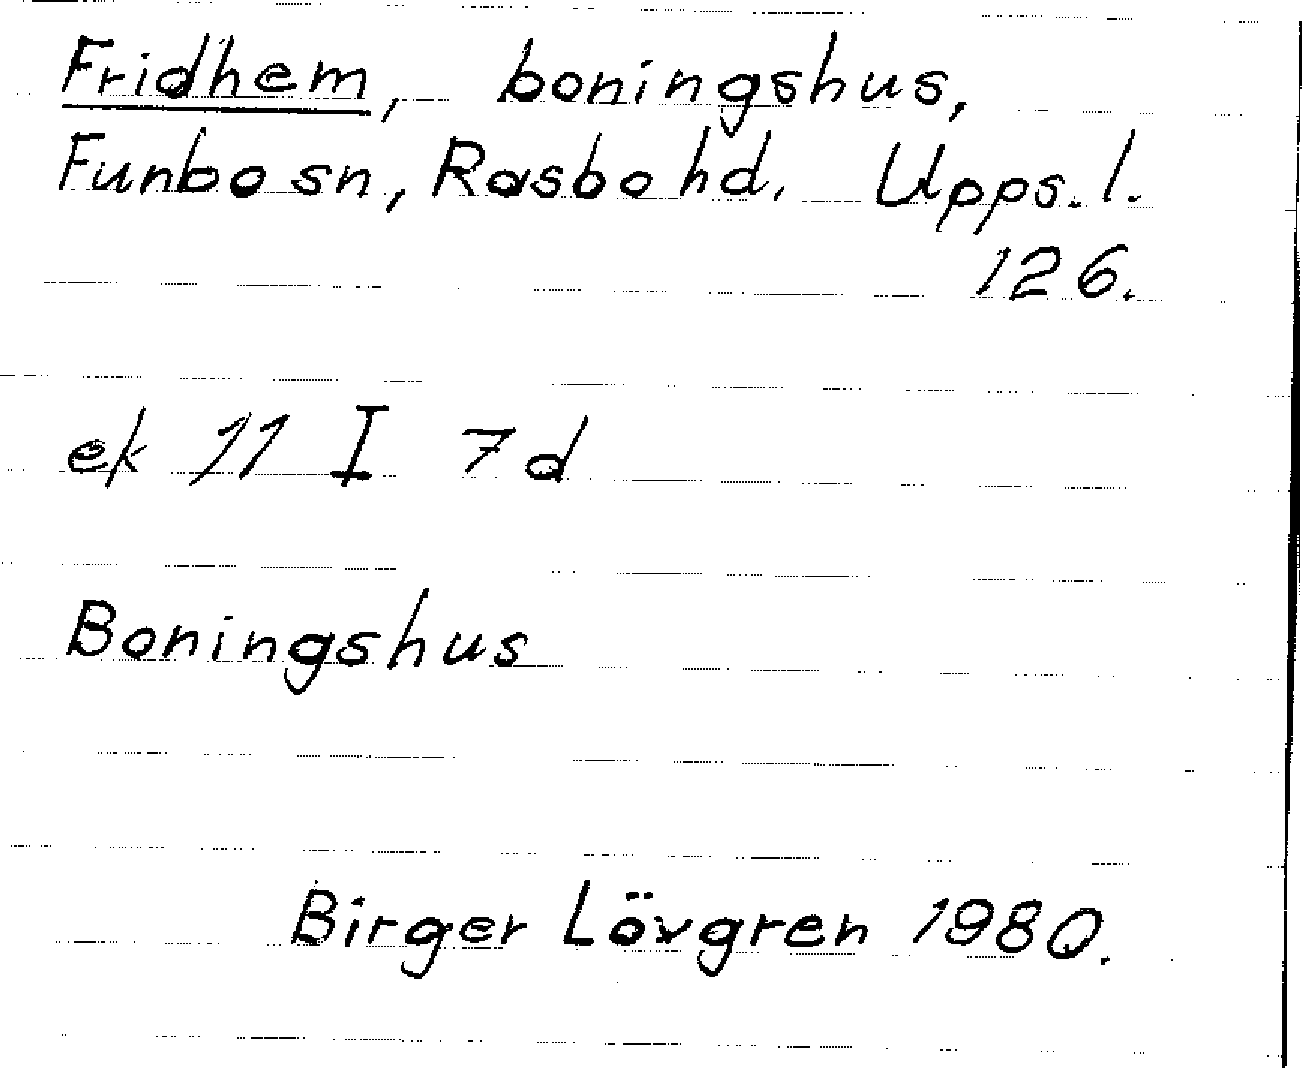 Fridhem, boningshus,
Funbo sn, Rasbo hd. Upps. l.
126.
ek 11 I 7d
Boningshus
Birger Lövgren 1980.